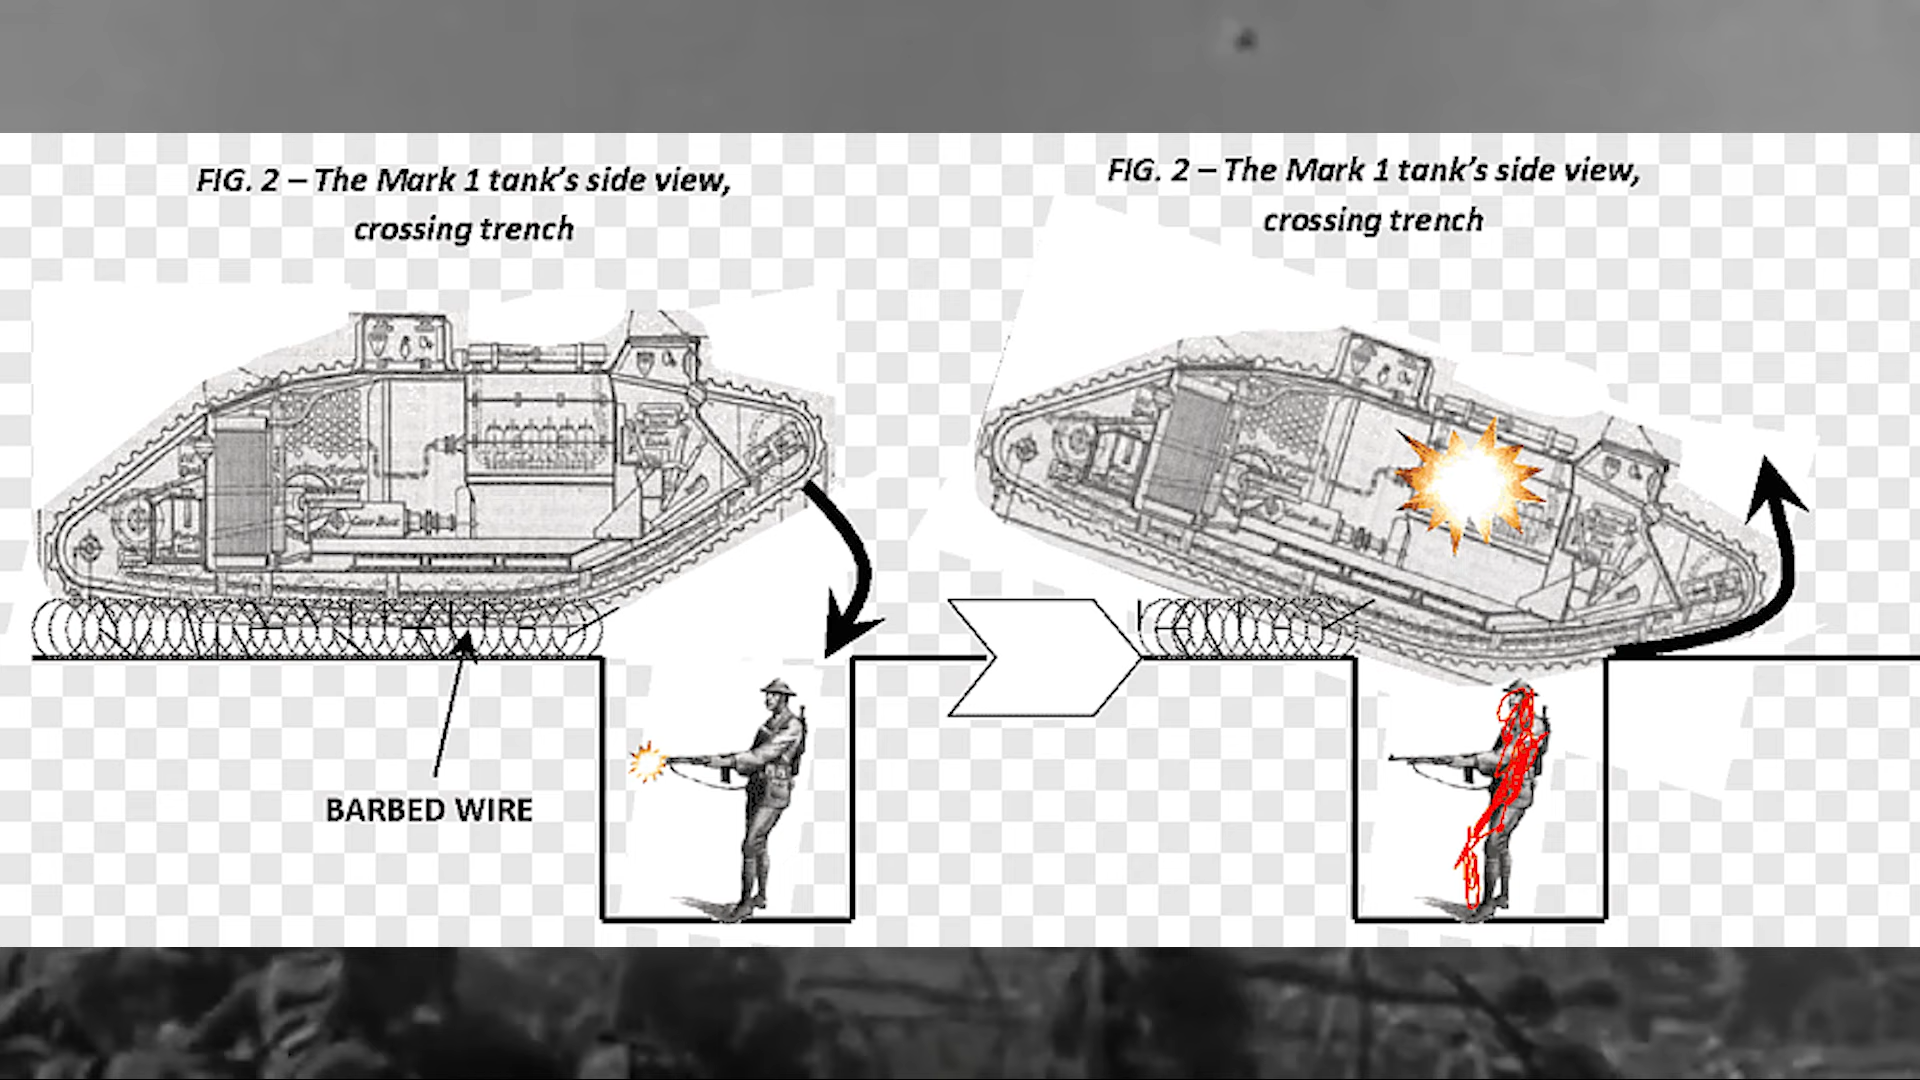 FIG. 2 – The Mark 1 tank's side view,
crossing trench
FIG. 2 – The Mark 1 tank's side view,
crossing trench
BARBED WIRE